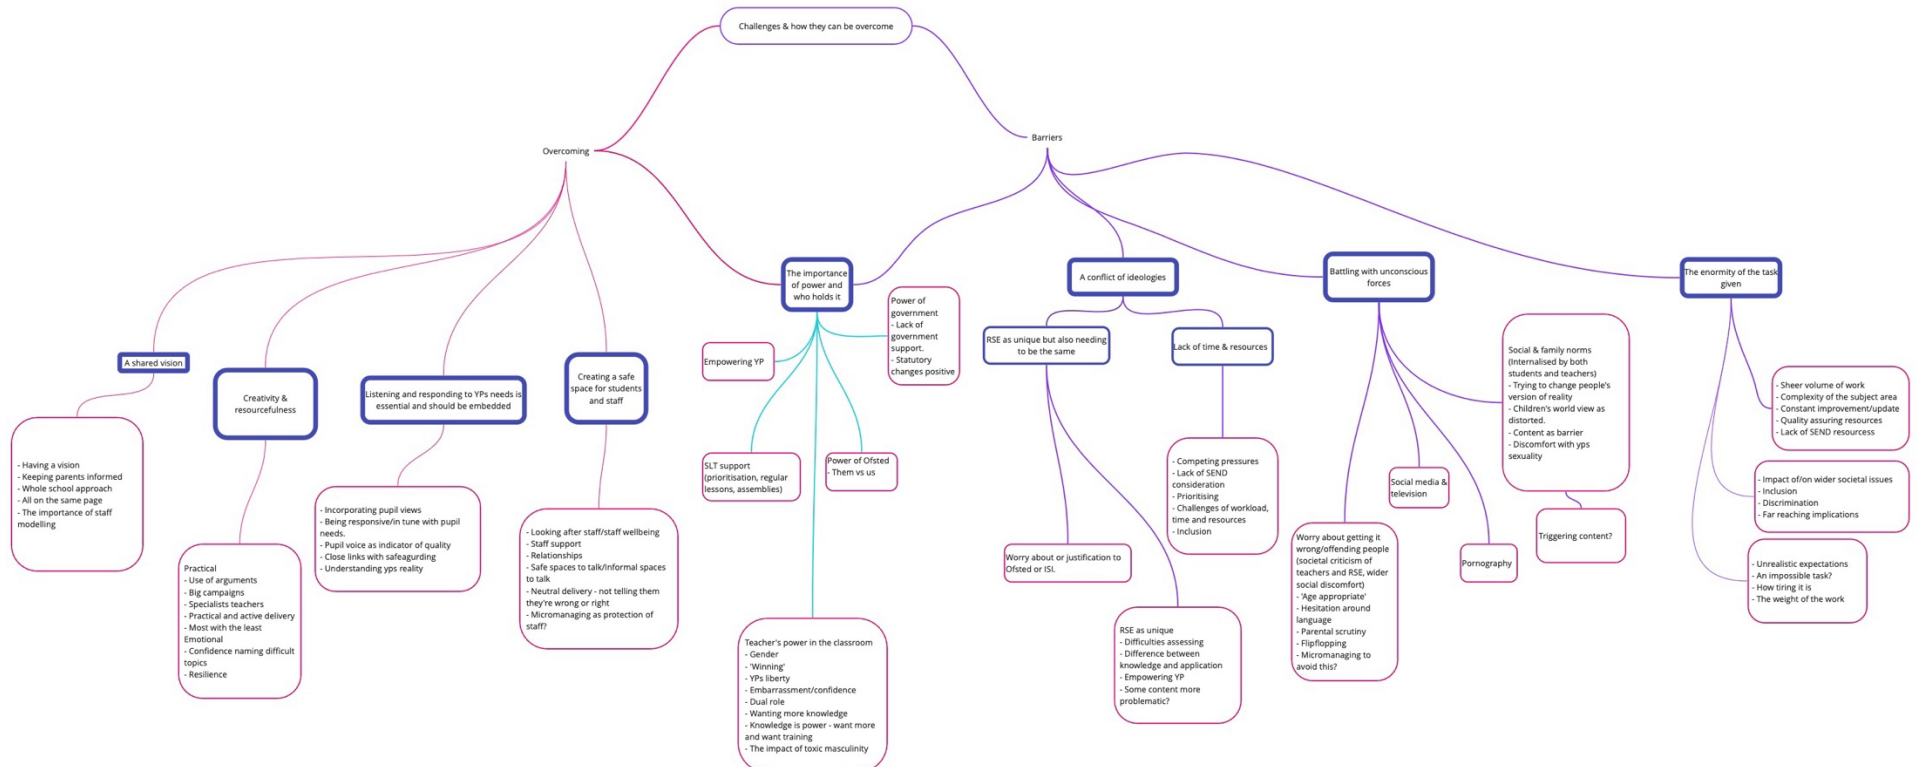 Challenges & how they can be overcome
Overcoming
Barriers
A shared vision
- Having a vision
- Keeping parents informed
- Whole school approach
- All on the same page
- The importance of staff
modelling
Creativity &
resourcefulness
Practical
- Use of arguments
- Big campaigns
- Specialists teachers
- Practical and active delivery
- Most with the least
Emotional
- Confidence naming difficult
topics
- Resilience
Listening and responding to YPs needs is
essential and should be embedded
- Incorporating pupil views
- Being responsive/in tune with pupil
needs.
- Pupil voice as indicator of quality
- Close links with safeagurding
- Understanding yps reality
Creating a safe
space for students
and staff
- Looking after staff/staff wellbeing
- Staff support
- Relationships
- Safe spaces to talk/Informal spaces
to talk
- Neutral delivery - not telling them
they're wrong or right
- Micromanaging as protection of
staff?
The importance
of power and
who holds it
Empowering YP
SLT support
(prioritisation, regular
lessons, assemblies)
Teacher's power in the classroom
- Gender
- 'Winning'
- YPs liberty
- Embarrassment/confidence
- Dual role
- Wanting more knowledge
- Knowledge is power - want more
and want training
- The impact of toxic masculinity
Power of Ofsted
- Them vs us
Power of
government
- Lack of
government
support.
- Statutory
changes positive
A conflict of ideologies
RSE as unique but also needing
to be the same
Worry about or justification to
Ofsted or ISI.
RSE as unique
- Difficulties assessing
- Difference between
knowledge and application
- Empowering YP
- Some content more
problematic?
Lack of time & resources
- Competing pressures
- Lack of SEND
consideration
- Prioritising
- Challenges of workload,
time and resources
- Inclusion
Battling with unconscious
forces
Worry about getting it
wrong/offending people
(societal criticism of
teachers and RSE, wider
social discomfort)
- 'Age appropriate'
- Hesitation around
language
- Parental scrutiny
- Flipflopping
- Micromanaging to
avoid this?
Social media &
television
Pornography
Social & family norms
(Internalised by both
students and teachers)
- Trying to change people's
version of reality
- Children's world view as
distorted.
- Content as barrier
- Discomfort with yps
sexuality
Triggering content?
The enormity of the task
given
- Sheer volume of work
- Complexity of the subject area
- Constant improvement/update
- Quality assuring resources
- Lack of SEND resourcess
- Impact of/on wider societal issues
- Inclusion
- Discrimination
- Far reaching implications
- Unrealistic expectations
- An impossible task?
- How tiring it is
- The weight of the work